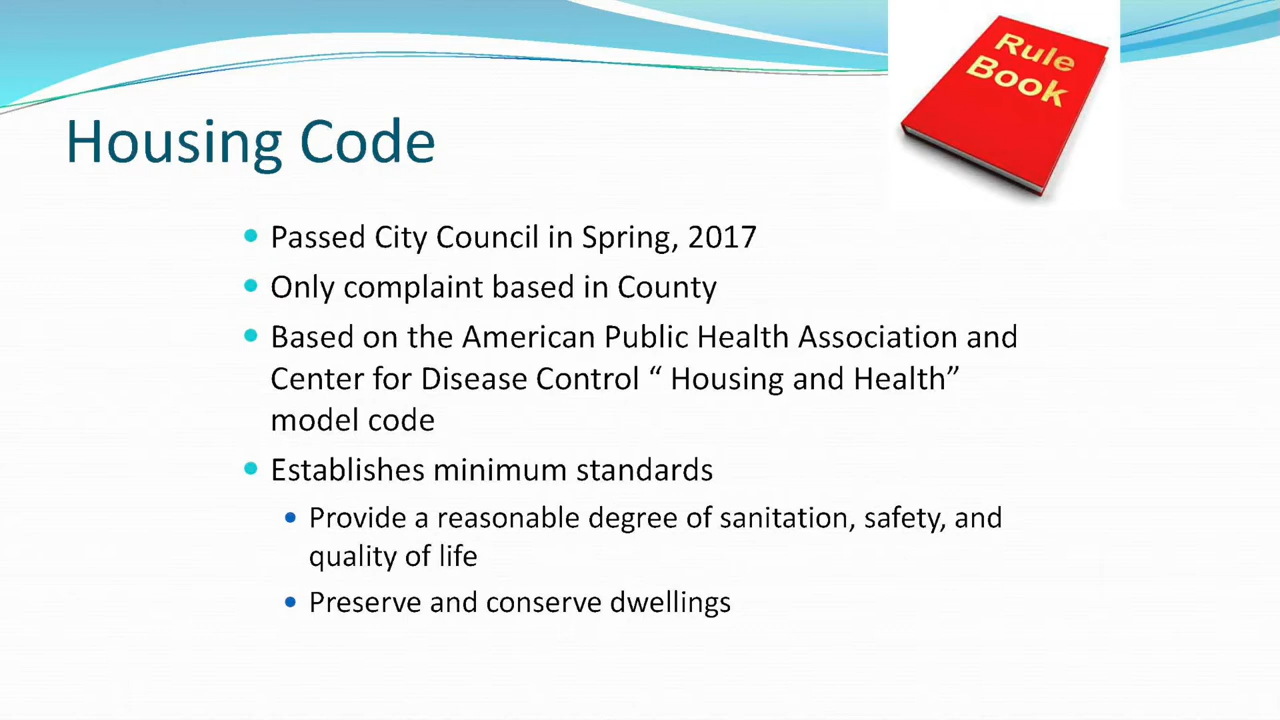 Rule
Book
Housing Code
• Passed City Council in Spring, 2017
• Only complaint based in County
• Based on the American Public Health Association and
Center for Disease Control “ Housing and Health”
model code
• Establishes minimum standards
• Provide a reasonable degree of sanitation, safety, and
quality of life
• Preserve and conserve dwellings